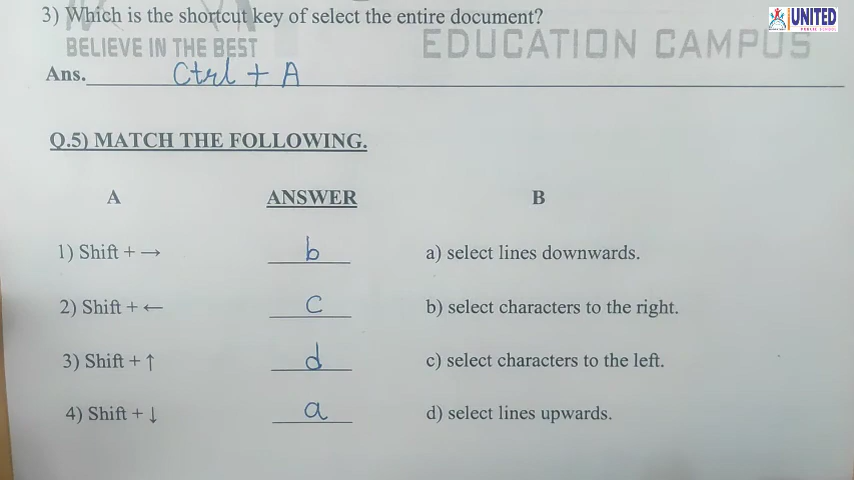 3) Which is the shortcut key of select the entire document?
UNITED
PUBLIC SCHOOL
BELIEVE IN THE BEST EDUCATION CAMPUS
Ans. Ctrl + A
Q.5) MATCH THE FOLLOWING.
A ANSWER B
1) Shift + → b a) select lines downwards.
2) Shift + ← c b) select characters to the right.
3) Shift + ↑ d c) select characters to the left.
4) Shift + ↓ a d) select lines upwards.